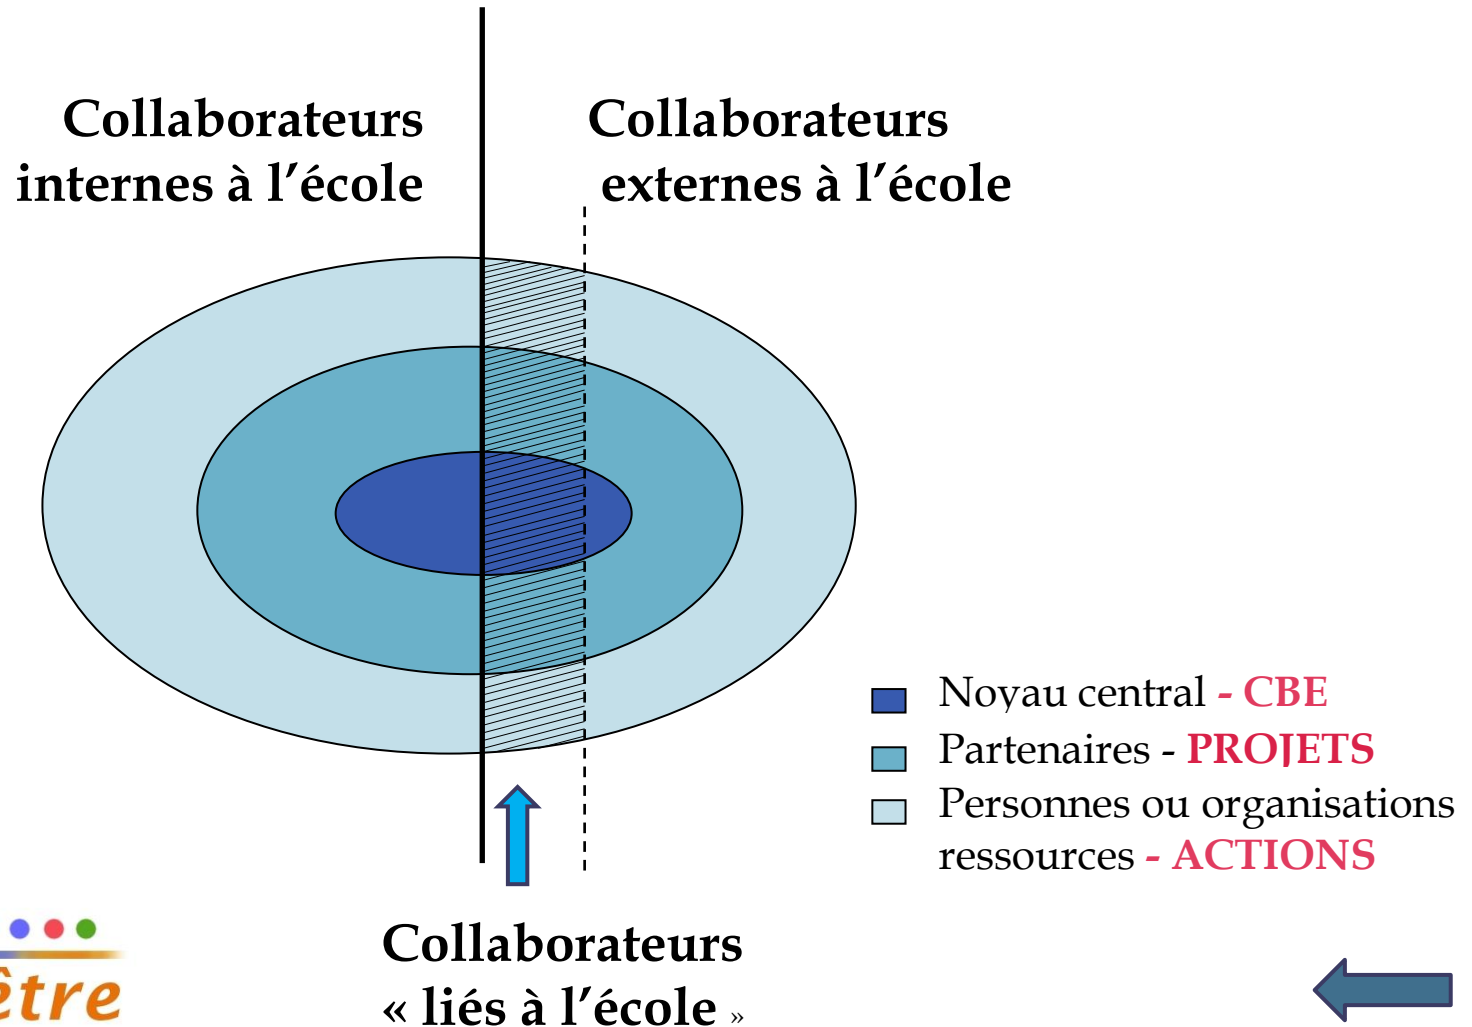 Collaborateurs
internes à l’école
Collaborateurs
externes à l’école
Noyau central - CBE
Partenaires - PROJETS
Personnes ou organisations
ressources - ACTIONS
Collaborateurs
« liés à l’école »
être